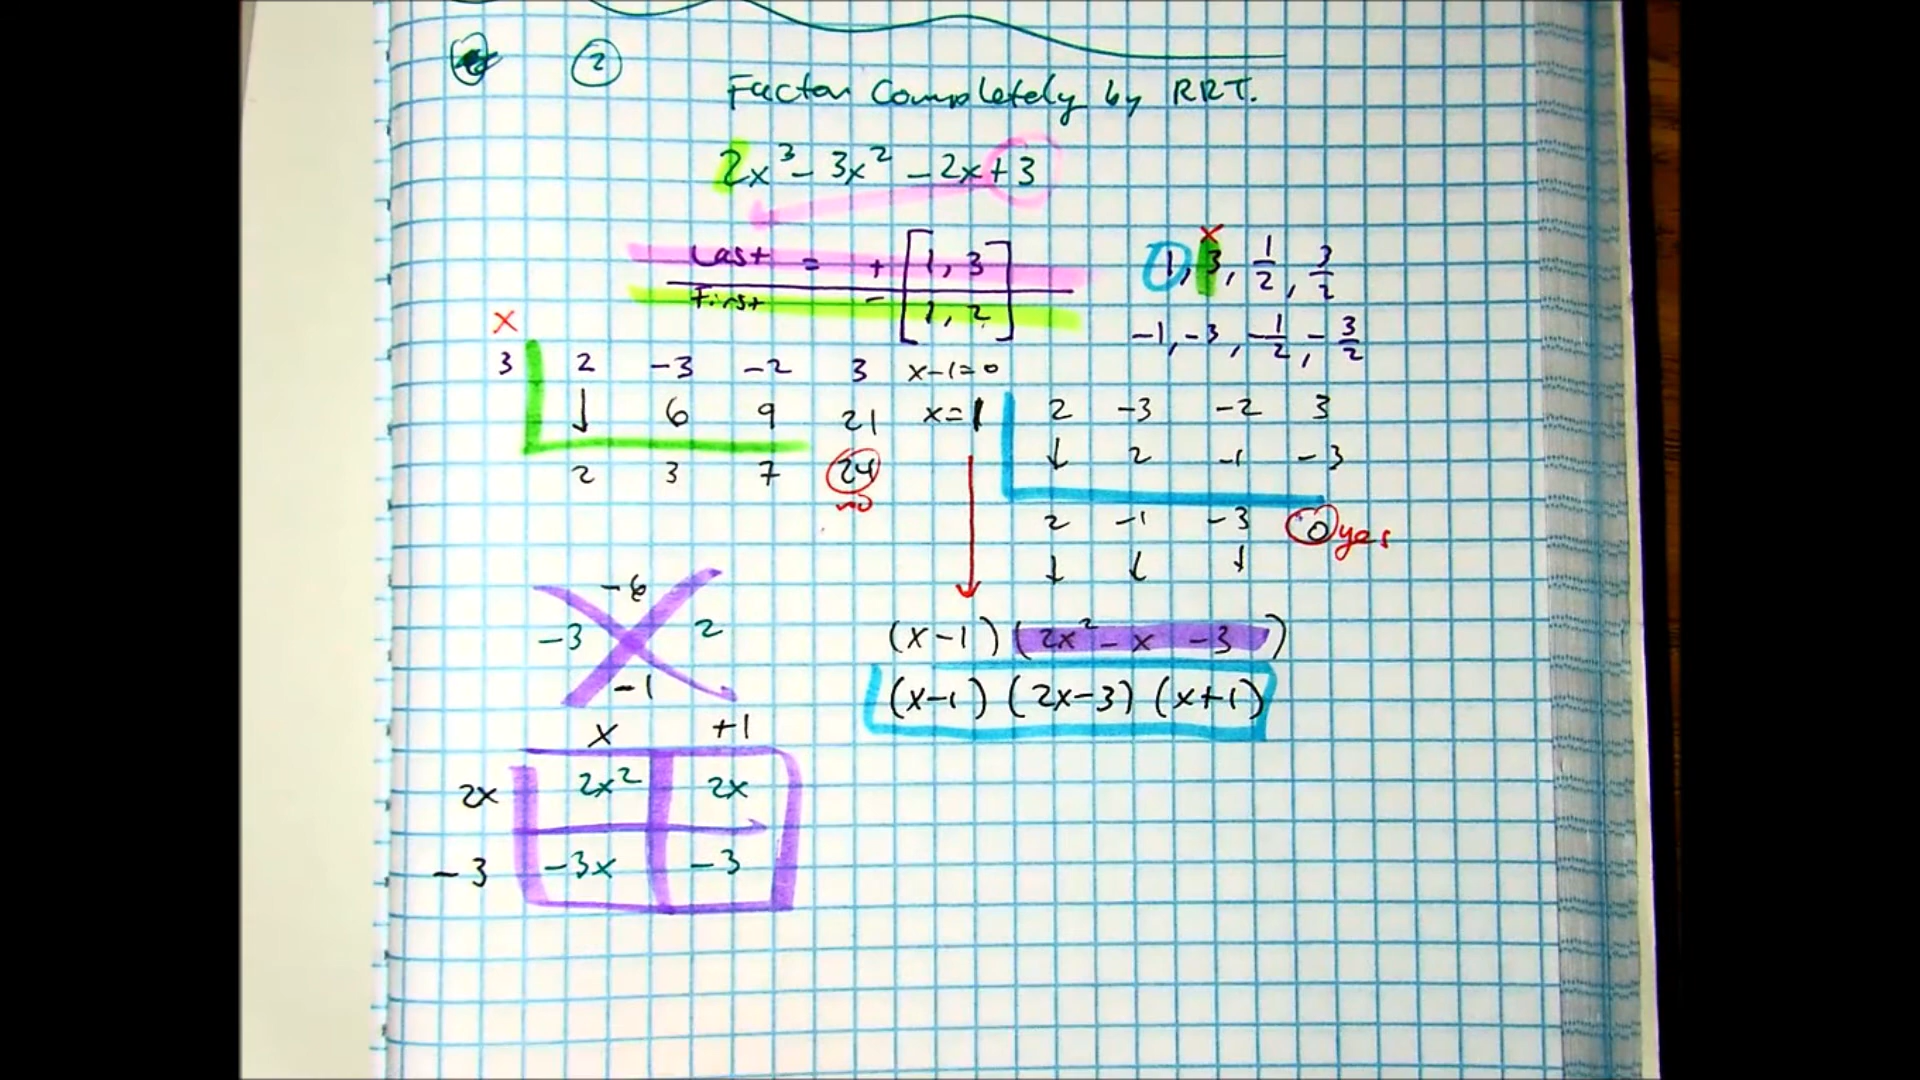 ②
Factor Completely by RRT.
2x³ - 3x² - 2x + 3
Last = + [1, 3]
First - [1, 2]
x
1, 3, 1/2, 3/2
-1, -3, -1/2, -3/2
x
3 2 -3 -2 3
↓ 6 9 21
2 3 7 24
no
x-1=0
x=1 2 -3 -2 3
↓ 2 -1 -3
2 -1 -3 0 yes
↓ ↓ ↓
(x-1)(2x² - x - 3)
(x-1)(2x-3)(x+1)
-6
-3 2
-1
x +1
2x 2x² 2x
-3 -3x -3